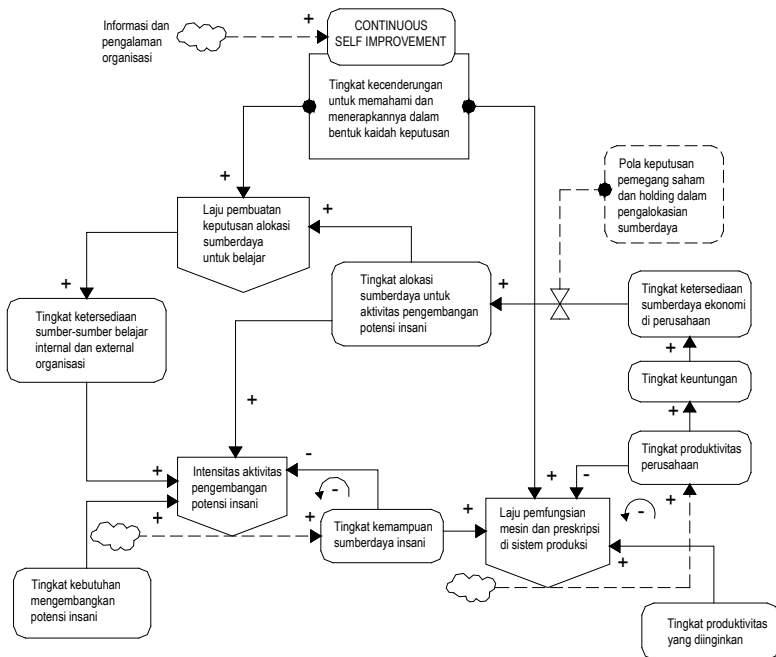 Informasi dan
pengalaman
organisasi
+
CONTINUOUS
SELF IMPROVEMENT
Tingkat kecenderungan
untuk memahami dan
menerapkannya dalam
bentuk kaidah keputusan
Pola keputusan
pemegang saham
dan holding dalam
pengalokasian
sumberdaya
+
+
Laju pembuatan
keputusan alokasi
sumberdaya
untuk belajar
+
Tingkat alokasi
sumberdaya untuk
aktivitas pengembangan
potensi insani
+
Tingkat ketersediaan
sumberdaya ekonomi
di perusahaan
Tingkat ketersediaan
sumber-sumber belajar
internal dan external
organisasi
+
Tingkat keuntungan
+
+
Tingkat produktivitas
perusahaan
+
Intensitas aktivitas
pengembangan
potensi insani
-
-
+
-
+
+
+
Tingkat kemampuan
sumberdaya insani
+
Laju pemfungsian
mesin dan preskripsi
di sistem produksi
-
+
+
Tingkat kebutuhan
mengembangkan
potensi insani
Tingkat produktivitas
yang diinginkan